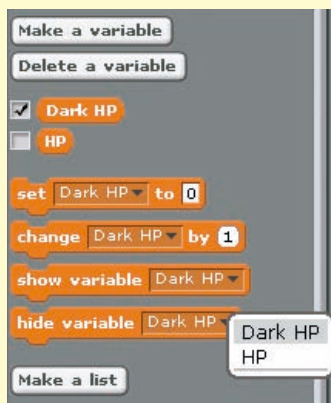 Make a variable
Delete a variable
Dark HP
HP
set Dark HP to 0
change Dark HP by 1
show variable Dark HP
hide variable Dark HP
Dark HP
HP
Make a list